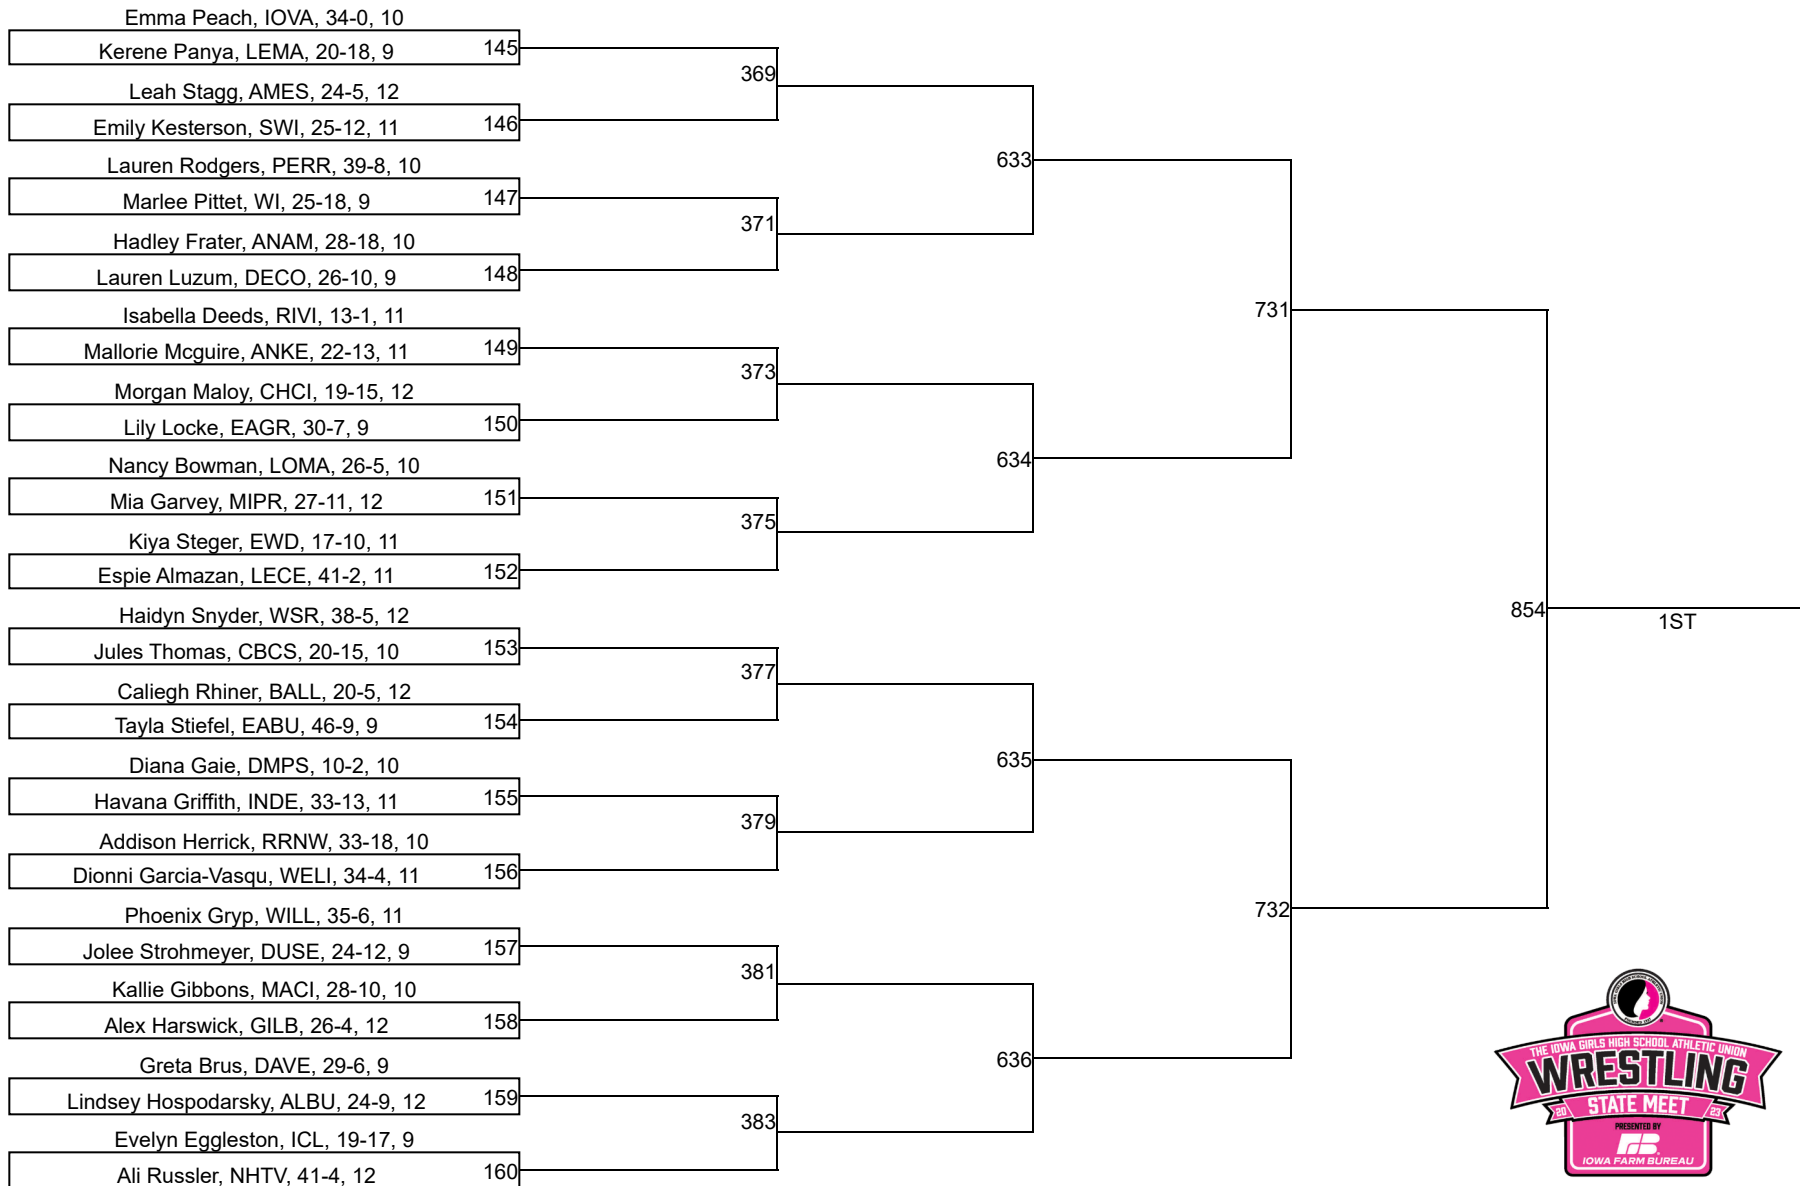 Emma Peach, IOVA, 34-0, 10
Kerene Panya, LEMA, 20-18, 9
145
369
Leah Stagg, AMES, 24-5, 12
Emily Kesterson, SWI, 25-12, 11
146
633
Lauren Rodgers, PERR, 39-8, 10
Marlee Pittet, WI, 25-18, 9
147
371
Hadley Frater, ANAM, 28-18, 10
Lauren Luzum, DECO, 26-10, 9
148
731
Isabella Deeds, RIVI, 13-1, 11
Mallorie Mcguire, ANKE, 22-13, 11
149
373
Morgan Maloy, CHCI, 19-15, 12
Lily Locke, EAGR, 30-7, 9
150
634
Nancy Bowman, LOMA, 26-5, 10
Mia Garvey, MIPR, 27-11, 12
151
375
Kiya Steger, EWD, 17-10, 11
Espie Almazan, LECE, 41-2, 11
152
854
1ST
Haidyn Snyder, WSR, 38-5, 12
Jules Thomas, CBCS, 20-15, 10
153
377
Caliegh Rhiner, BALL, 20-5, 12
Tayla Stiefel, EABU, 46-9, 9
154
635
Diana Gaie, DMPS, 10-2, 10
Havana Griffith, INDE, 33-13, 11
155
379
Addison Herrick, RRNW, 33-18, 10
Dionni Garcia-Vasqu, WELI, 34-4, 11
156
732
Phoenix Gryp, WILL, 35-6, 11
Jolee Strohmeyer, DUSE, 24-12, 9
157
381
Kallie Gibbons, MACI, 28-10, 10
Alex Harswick, GILB, 26-4, 12
158
636
Greta Brus, DAVE, 29-6, 9
Lindsey Hospodarsky, ALBU, 24-9, 12
159
383
Evelyn Eggleston, ICL, 19-17, 9
Ali Russler, NHTV, 41-4, 12
160
THE IOWA GIRLS HIGH SCHOOL ATHLETIC UNION
WRESTLING
20 STATE MEET 23
PRESENTED BY
FB
IOWA FARM BUREAU